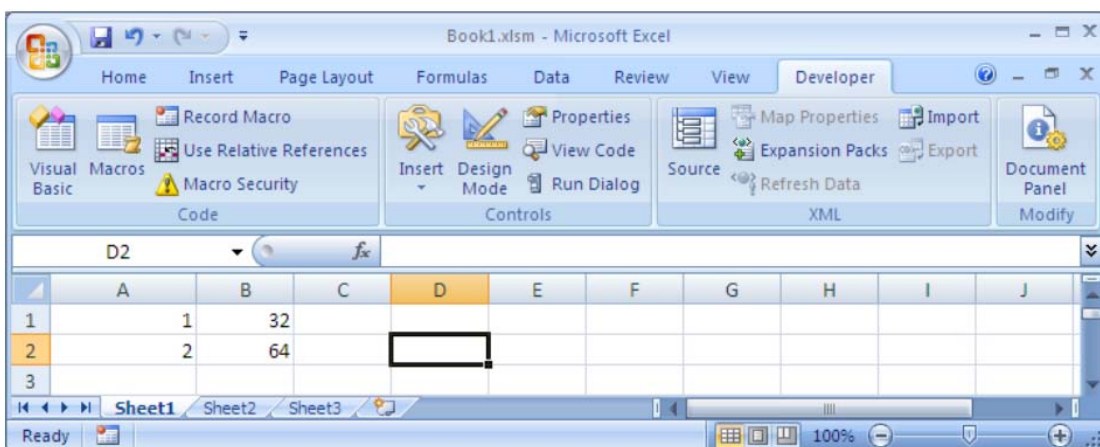 Book1.xlsm - Microsoft Excel
Home Insert Page Layout Formulas Data Review View Developer
Visual Basic
Macros
Record Macro
Use Relative References
Macro Security
Code
Insert
Design Mode
Properties
View Code
Run Dialog
Controls
Source
Map Properties
Expansion Packs
Refresh Data
Import
Export
XML
Document Panel
Modify
D2 fx
A B C D E F G H I J
1 1 32
2 2 64
3
Sheet1 Sheet2 Sheet3
Ready 100%